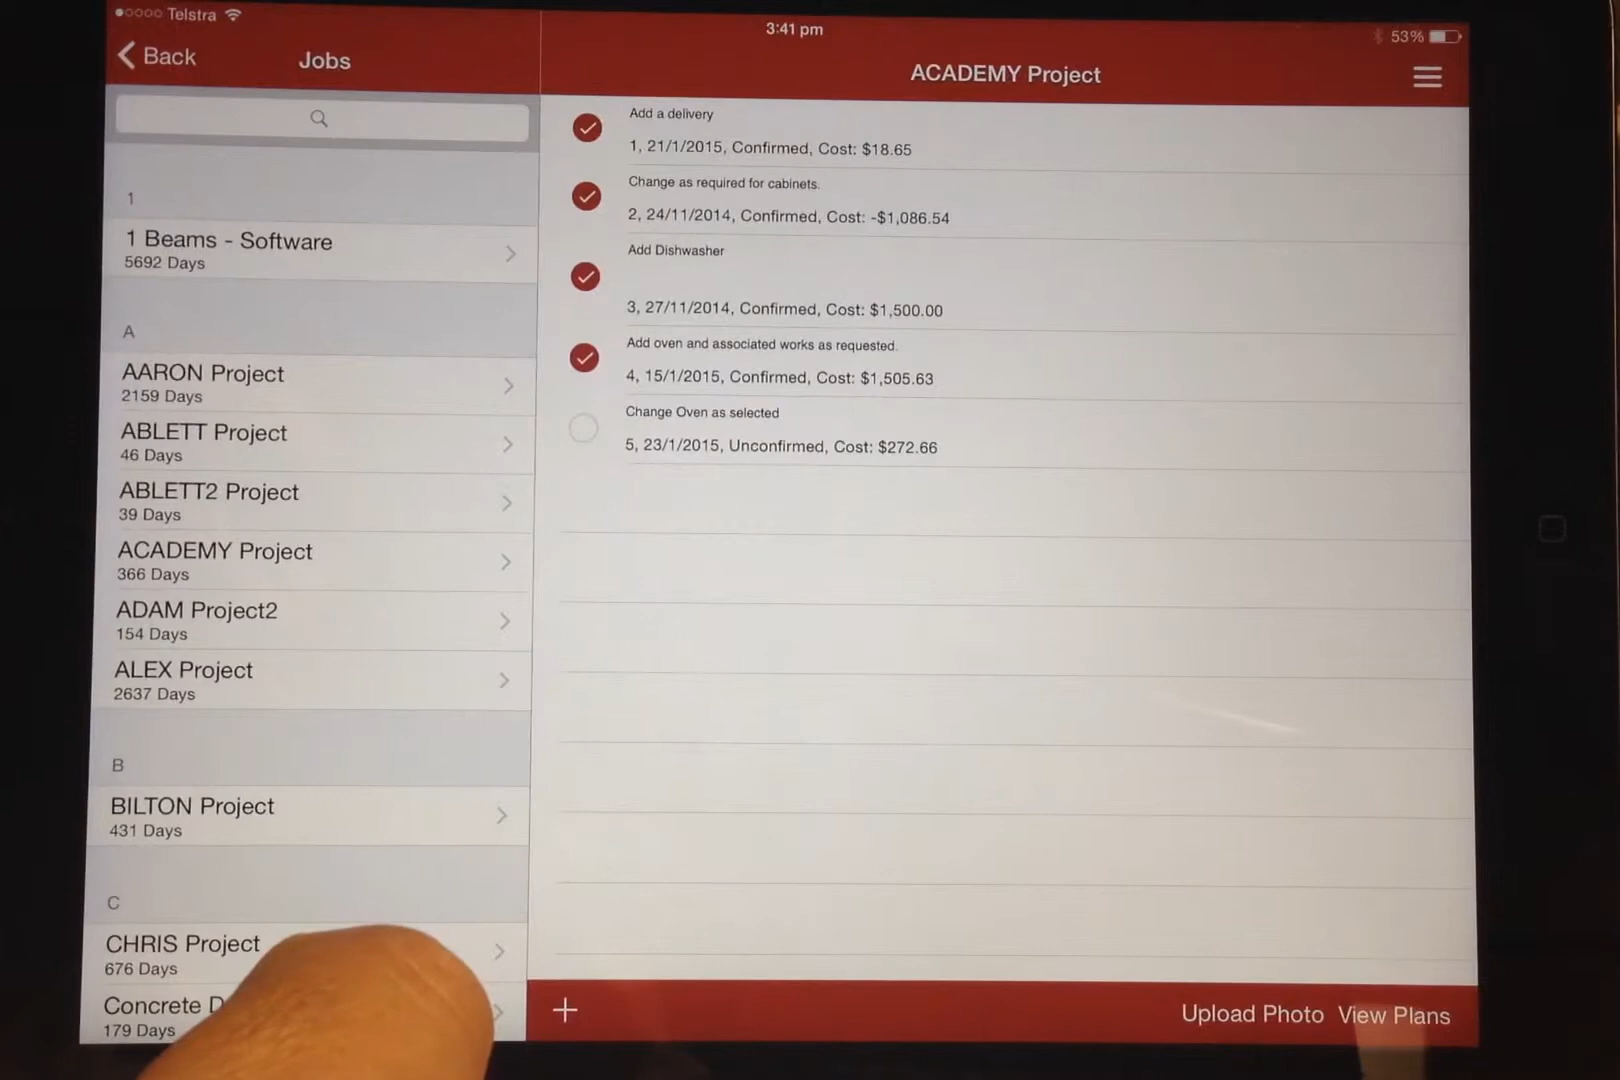 Telstra
3:41 pm
53%
Back
Jobs
ACADEMY Project
1
1 Beams - Software
5692 Days
A
AARON Project
2159 Days
ABLETT Project
46 Days
ABLETT2 Project
39 Days
ACADEMY Project
366 Days
ADAM Project2
154 Days
ALEX Project
2637 Days
B
BILTON Project
431 Days
C
CHRIS Project
676 Days
Concrete
179 Days
Add a delivery
1, 21/1/2015, Confirmed, Cost: $18.65
Change as required for cabinets.
2, 24/11/2014, Confirmed, Cost: -$1,086.54
Add Dishwasher
3, 27/11/2014, Confirmed, Cost: $1,500.00
Add oven and associated works as requested.
4, 15/1/2015, Confirmed, Cost: $1,505.63
Change Oven as selected
5, 23/1/2015, Unconfirmed, Cost: $272.66
Upload Photo View Plans